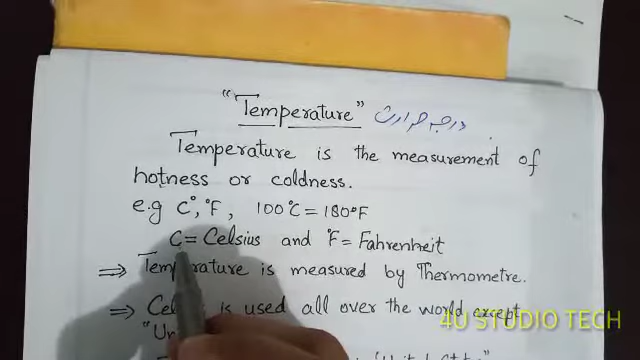 "Temperature" درجہ حرارت
Temperature is the measurement of
hotness or coldness.
e.g C°, °F, 100°C = 180°F
C = Celsius and °F = Fahrenheit
⇒ Temperature is measured by Thermometre.
⇒ is used all over the world except
4U STUDIO TECH
"Un